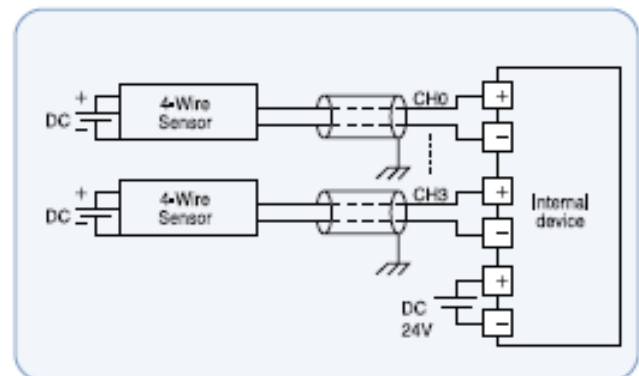 +
DC
-
4-Wire
Sensor
CH0
+
-
+
DC
-
4-Wire
Sensor
CH3
+
-
Internal
device
DC
24V
+
-